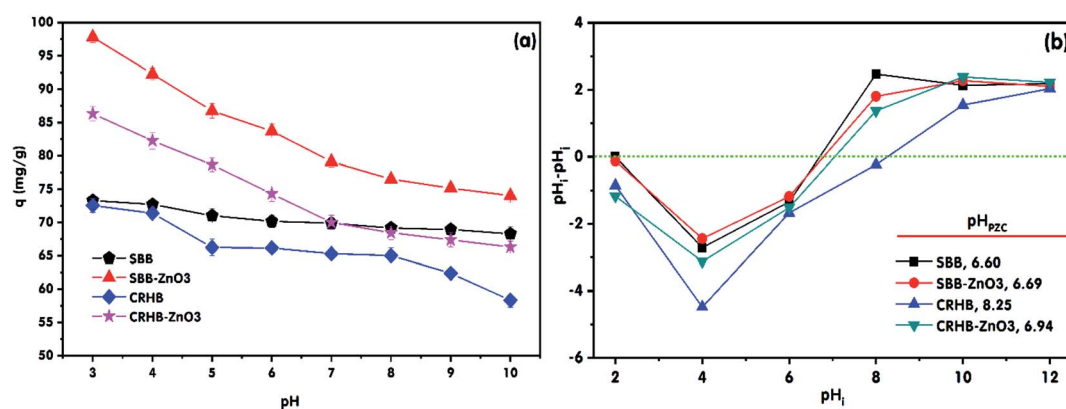 (a)
100
95
90
85
80
75
70
65
60
55
50
q (mg/g)
SBB
SBB-ZnO3
CRHB
CRHB-ZnO3
3 4 5 6 7 8 9 10
pH
(b)
4
2
0
-2
-4
-6
pHi-pHi
pHPZC
SBB, 6.60
SBB-ZnO3, 6.69
CRHB, 8.25
CRHB-ZnO3, 6.94
2 4 6 8 10 12
pHi